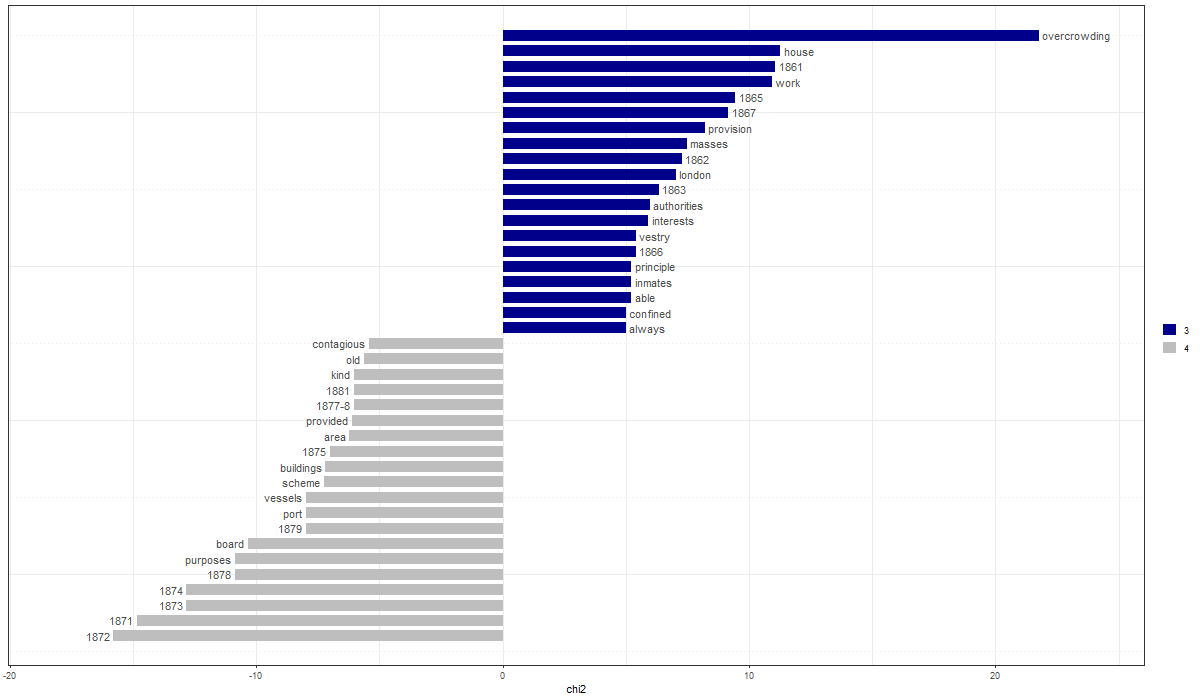 overcrowding
house
1861
work
1865
1867
provision
masses
1862
london
1863
authorities
interests
vestry
1866
principle
inmates
able
confined
always
contagious
old
kind
1881
1877-8
provided
area
1875
buildings
scheme
vessels
port
1879
board
purposes
1878
1874
1873
1871
1872
3
4
-20 -10 0 10 20
chi2